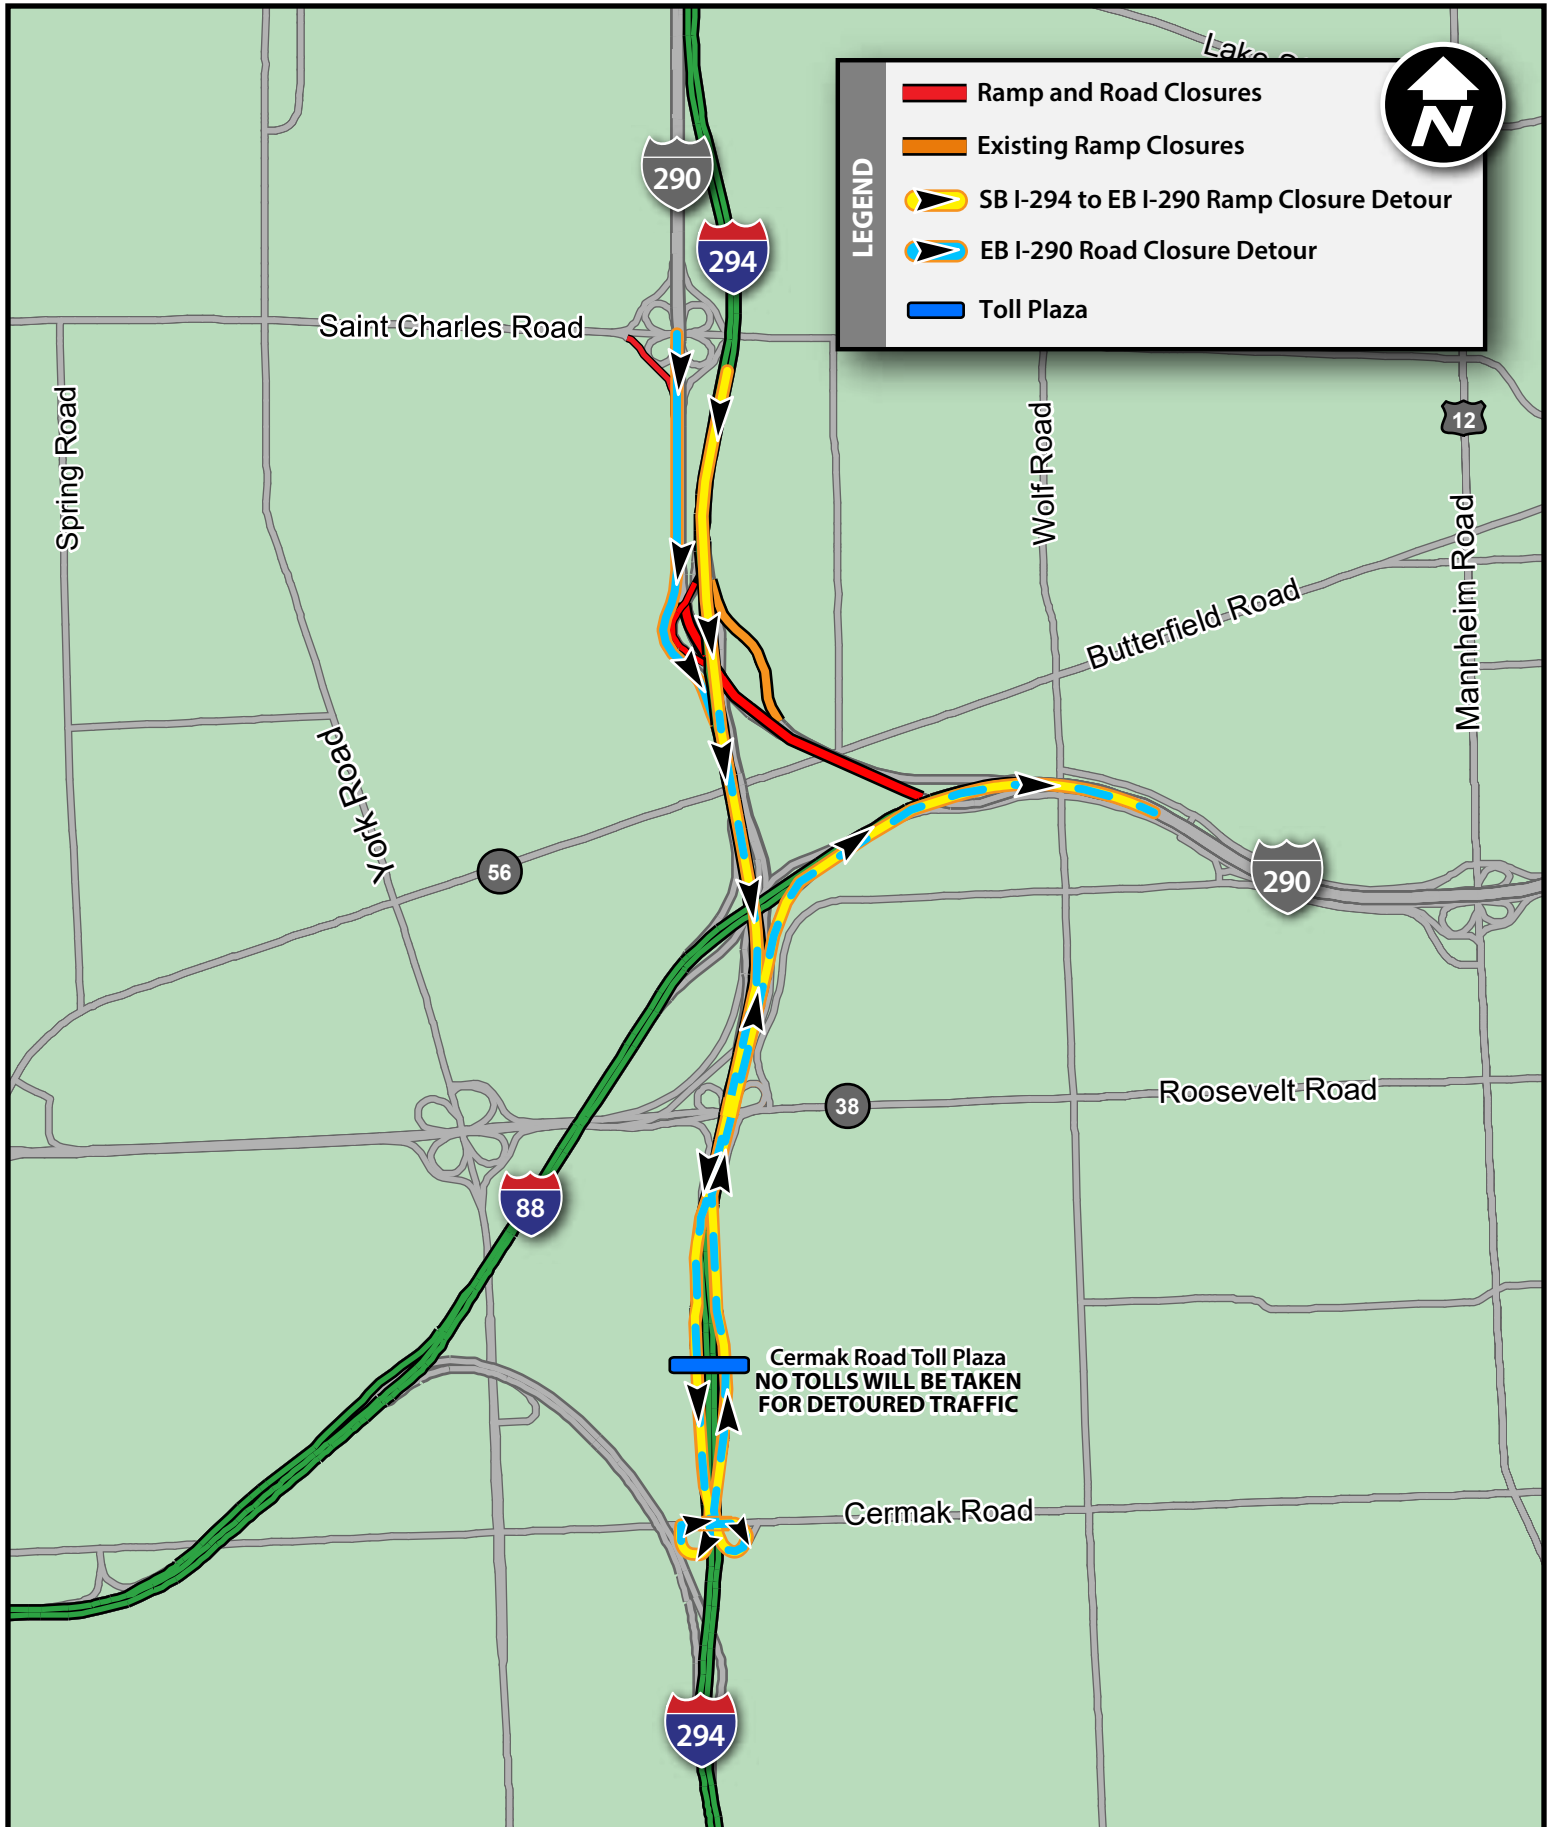 Lake
LEGEND
Ramp and Road Closures
Existing Ramp Closures
SB I-294 to EB I-290 Ramp Closure Detour
EB I-290 Road Closure Detour
Toll Plaza
N
290
294
Saint Charles Road
Spring Road
Wolf Road
12
Mannheim Road
Butterfield Road
York Road
56
290
38
Roosevelt Road
88
Cermak Road Toll Plaza
NO TOLLS WILL BE TAKEN
FOR DETOURED TRAFFIC
Cermak Road
294